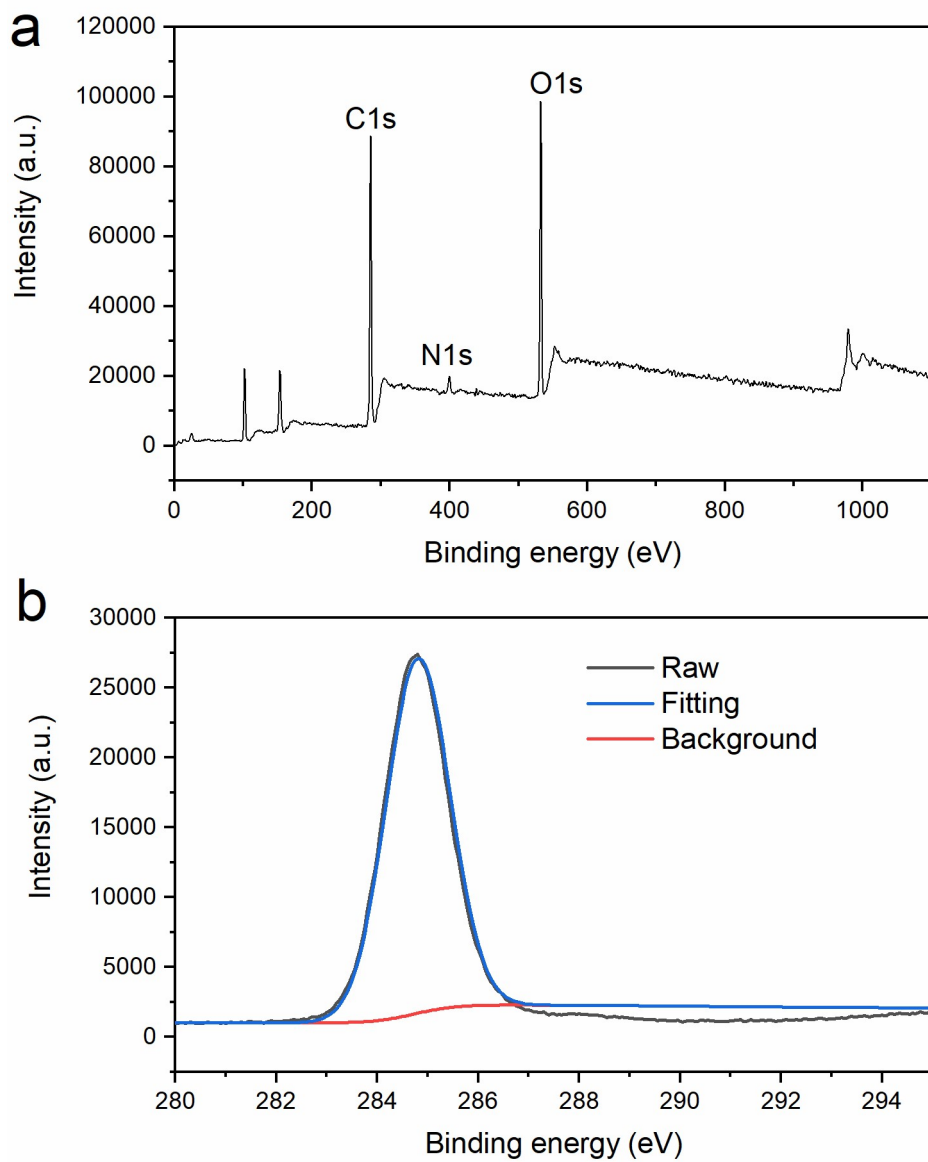 a
120000
100000
80000
60000
40000
20000
0
Intensity (a.u.)
C1s
N1s
O1s
0 200 400 600 800 1000
Binding energy (eV)
b
30000
25000
20000
15000
10000
5000
0
Intensity (a.u.)
Raw
Fitting
Background
280 282 284 286 288 290 292 294
Binding energy (eV)